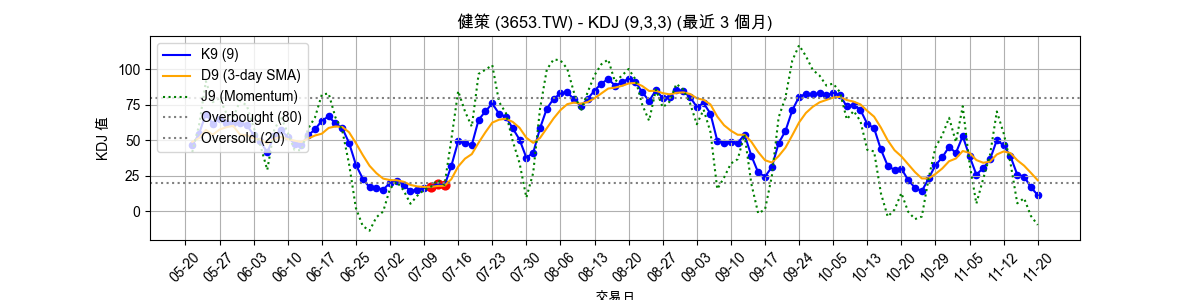 健策 (3653.TW) - KDJ (9,3,3) (最近 3 個月)
K9 (9)
D9 (3-day SMA)
J9 (Momentum)
Overbought (80)
Oversold (20)
KDJ 值
100
75
50
25
0
05-20 05-27 06-03 06-10 06-17 06-25 07-02 07-09 07-16 07-23 07-30 08-06 08-13 08-20 08-27 09-03 09-10 09-17 09-24 10-05 10-13 10-20 10-29 11-05 11-12 11-20
交易日